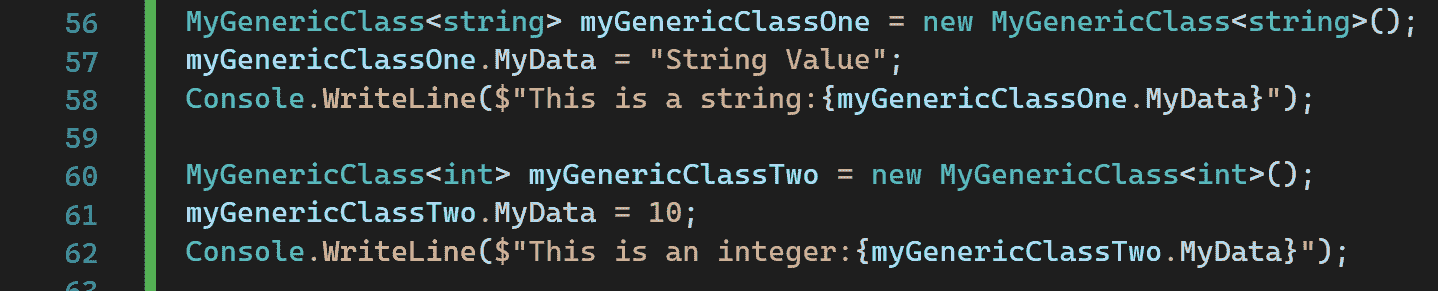 56 MyGenericClass<string> myGenericClassOne = new MyGenericClass<string>();
57 myGenericClassOne.MyData = "String Value";
58 Console.WriteLine($"This is a string:{myGenericClassOne.MyData}");
59
60 MyGenericClass<int> myGenericClassTwo = new MyGenericClass<int>();
61 myGenericClassTwo.MyData = 10;
62 Console.WriteLine($"This is an integer:{myGenericClassTwo.MyData}");
63